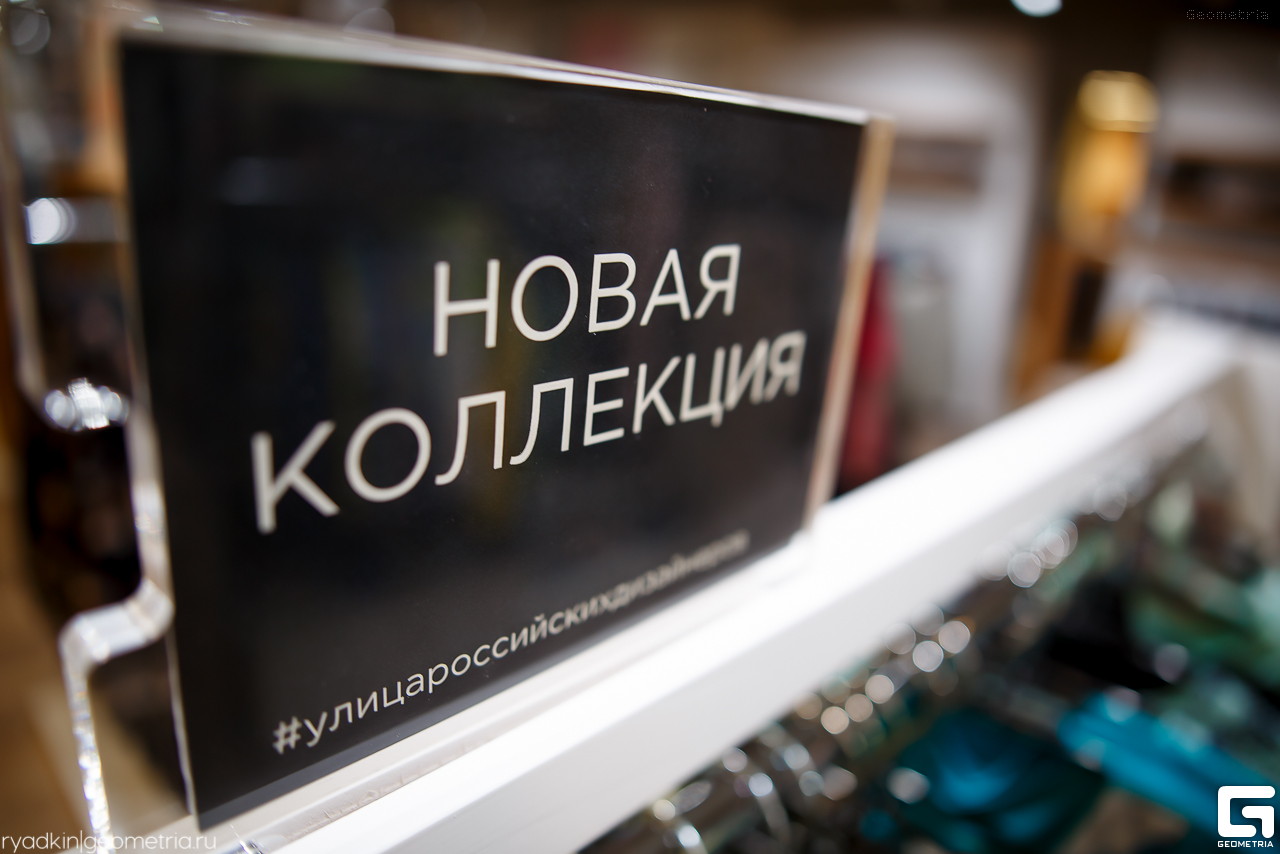 Geometria
НОВАЯ
КОЛЛЕКЦИЯ
#улицароссийскихдизайнеров
ryadkin|geometria.ru
GEOMETRIA